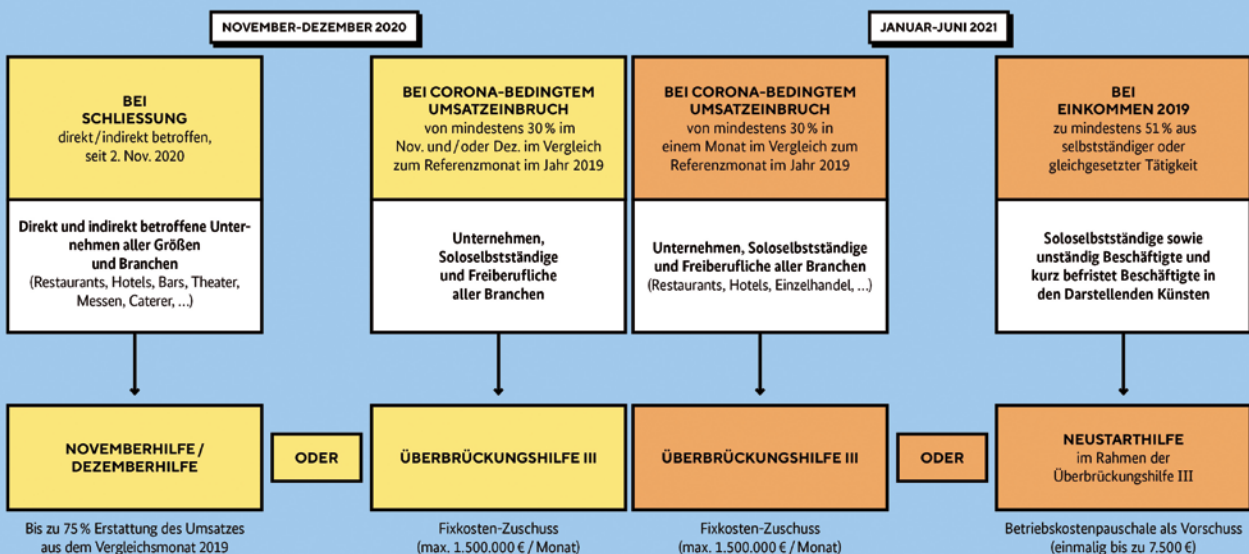 NOVEMBER-DEZEMBER 2020
JANUAR-JUNI 2021
BEI
SCHLIESSUNG
direkt/indirekt betroffen,
seit 2. Nov. 2020
Direkt und indirekt betroffene Unter-
nehmen aller Größen
und Branchen
(Restaurants, Hotels, Bars, Theater,
Messen, Caterer, ...)
NOVEMBERHILFE /
DEZEMBERHILFE
Bis zu 75 % Erstattung des Umsatzes
aus dem Vergleichsmonat 2019
ODER
BEI CORONA-BEDINGTEM
UMSATZEINBRUCH
von mindestens 30 % im
Nov. und/oder Dez. im Vergleich
zum Referenzmonat im Jahr 2019
Unternehmen,
Soloselbstständige
und Freiberufliche
aller Branchen
ÜBERBRÜCKUNGSHILFE III
Fixkosten-Zuschuss
(max. 1.500.000 € / Monat)
BEI CORONA-BEDINGTEM
UMSATZEINBRUCH
von mindestens 30 % in
einem Monat im Vergleich zum
Referenzmonat im Jahr 2019
Unternehmen, Soloselbstständige
und Freiberufliche aller Branchen
(Restaurants, Hotels, Einzelhandel, ...)
ÜBERBRÜCKUNGSHILFE III
Fixkosten-Zuschuss
(max. 1.500.000 € / Monat)
ODER
BEI
EINKOMMEN 2019
zu mindestens 51 % aus
selbstständiger oder
gleichgesetzter Tätigkeit
Soloselbstständige sowie
unständig Beschäftigte und
kurz befristet Beschäftigte in
den Darstellenden Künsten
NEUSTARTHILFE
im Rahmen der
Überbrückungshilfe III
Betriebskostenpauschale als Vorschuss
(einmalig bis zu 7.500 €)